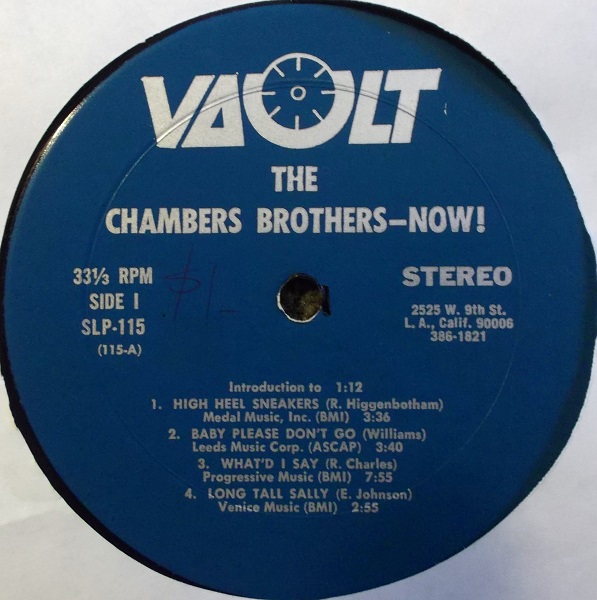 VAULT
THE
CHAMBERS BROTHERS—NOW!
33⅓ RPM
SIDE I
SLP-115
(115-A)
STEREO
2525 W. 9th St.
L. A., Calif. 90006
386-1821
Introduction to 1:12
1. HIGH HEEL SNEAKERS (R. Higgenbotham)
Medal Music, Inc. (BMI) 3:36
2. BABY PLEASE DON'T GO (Williams)
Leeds Music Corp. (ASCAP) 3:40
3. WHAT'D I SAY (R. Charles)
Progressive Music (BMI) 7:55
4. LONG TALL SALLY (E. Johnson)
Venice Music (BMI) 2:55